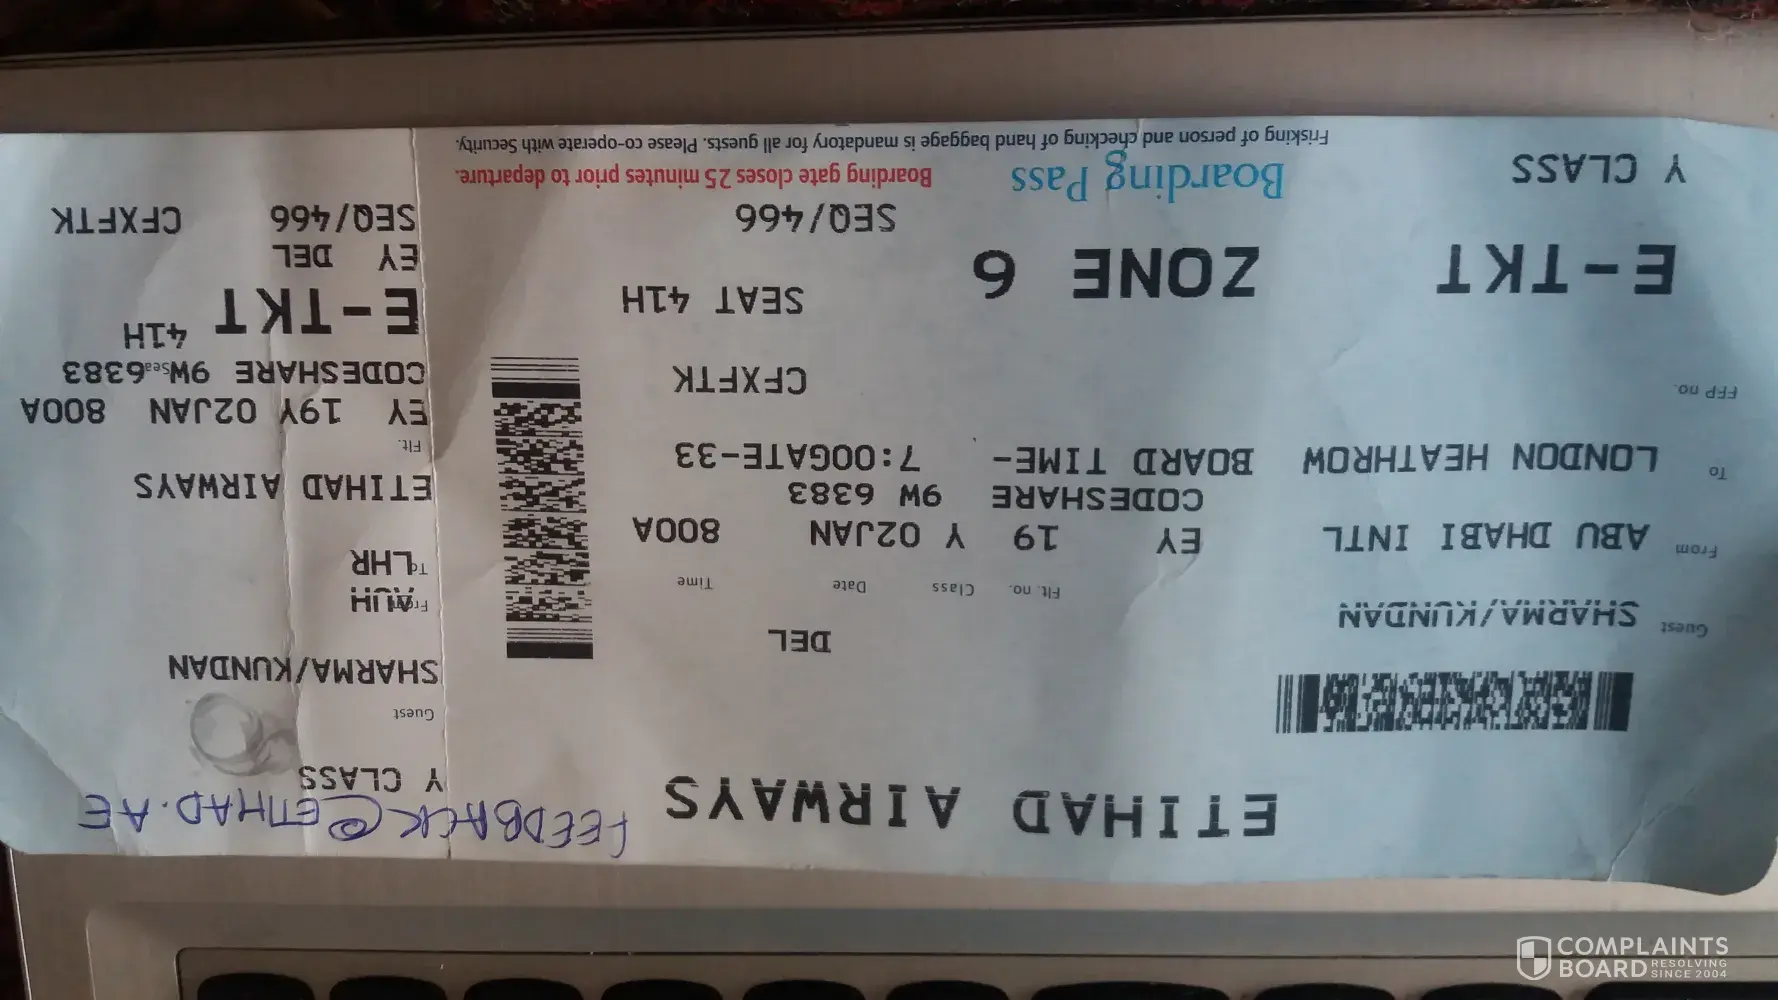 ETIHAD AIRWAYS
FEEDBACK@ETIHAD.AE
Y CLASS
Guest
SHARMA/KUNDAN
From
AUH
To
LHR
ETIHAD AIRWAYS
Flt.
EY 19Y 02JAN 800A
CODESHARE 9W 6383
Seat
41H
E-TKT
EY DEL
SEQ/466 CFXFTK
DEL
Guest SHARMA/KUNDAN
Flt. no. Class Date Time
From ABU DHABI INTL EY 19 Y 02JAN 800A
CODESHARE 9W 6383
To LONDON HEATHROW BOARD TIME- 7:00GATE-33
FFP no. CFXFTK
E-TKT ZONE 6 SEAT 41H
SEQ/466
Y CLASS Boarding Pass Boarding gate closes 25 minutes prior to departure.
Frisking of person and checking of hand baggage is mandatory for all guests. Please co-operate with Security.
COMPLAINTS
BOARD RESOLVING
SINCE 2004